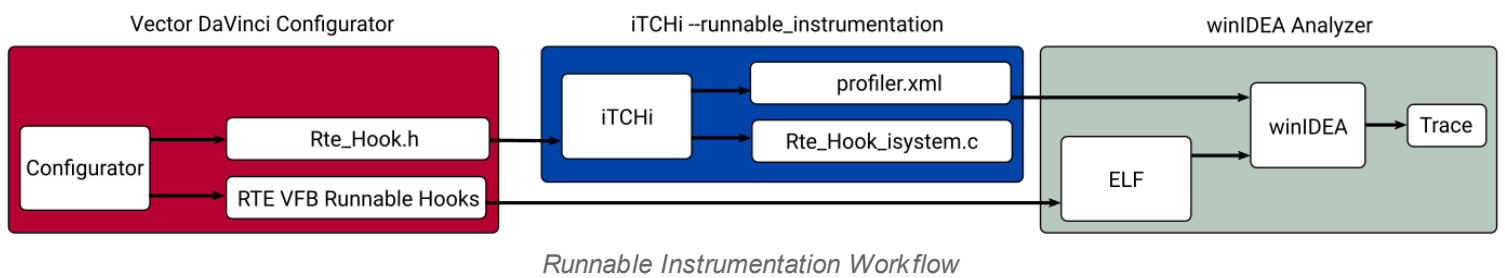 Vector DaVinci Configurator
iTCHi --runnable_instrumentation
winIDEA Analyzer
Configurator
Rte_Hook.h
RTE VFB Runnable Hooks
iTCHi
profiler.xml
Rte_Hook_isystem.c
ELF
winIDEA
Trace
Runnable Instrumentation Workflow